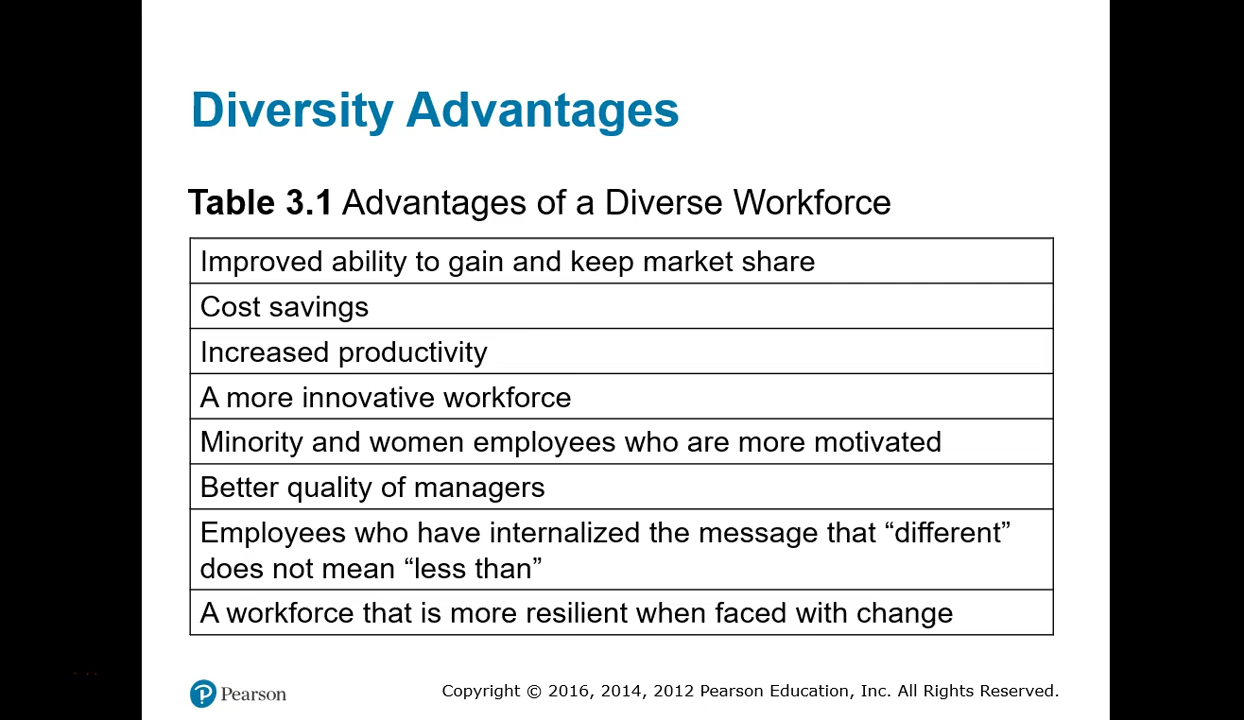 Diversity Advantages
Table 3.1 Advantages of a Diverse Workforce
Improved ability to gain and keep market share
Cost savings
Increased productivity
A more innovative workforce
Minority and women employees who are more motivated
Better quality of managers
Employees who have internalized the message that “different”
does not mean “less than”
A workforce that is more resilient when faced with change
P Pearson
Copyright © 2016, 2014, 2012 Pearson Education, Inc. All Rights Reserved.